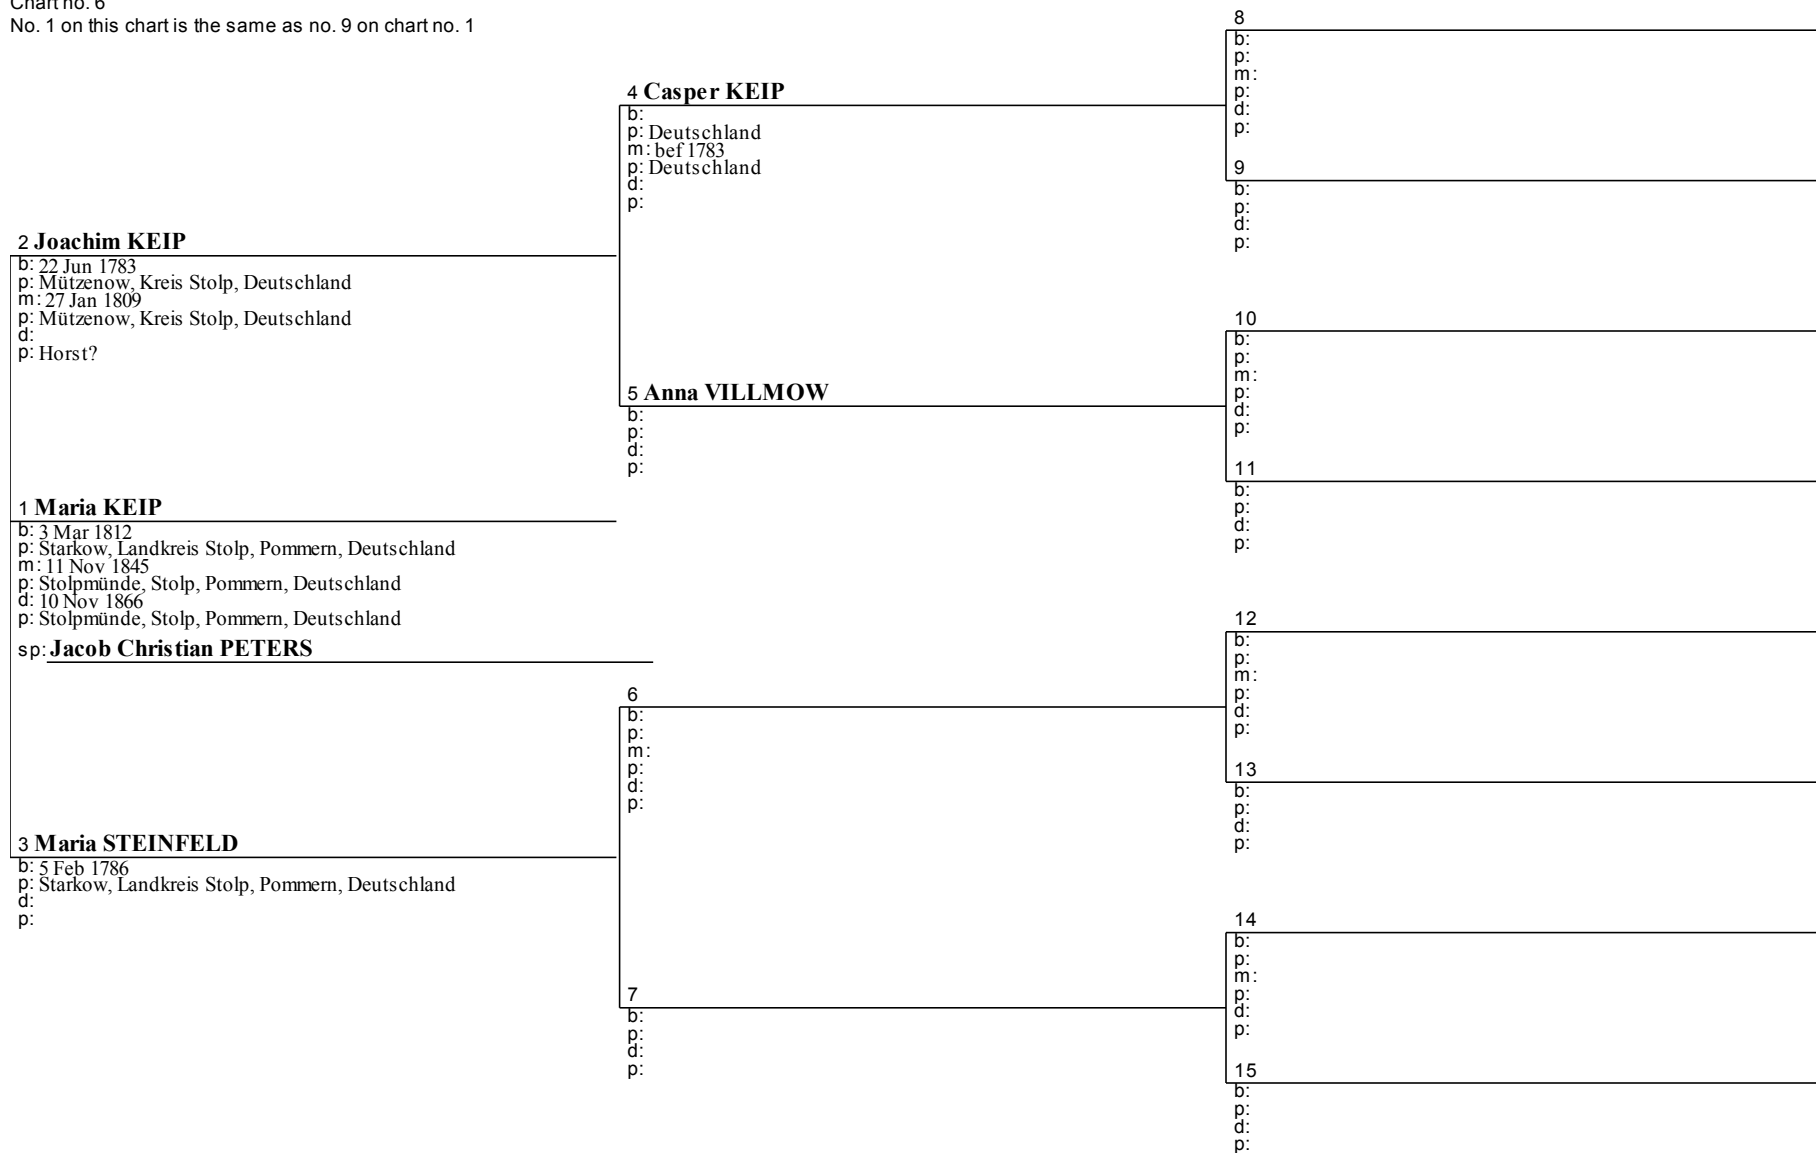 Chart no. 6
No. 1 on this chart is the same as no. 9 on chart no. 1
8
b:
p:
m:
p:
d:
p:
4 Casper KEIP
b:
p: Deutschland
m: bef 1783
p: Deutschland
d:
p:
9
b:
p:
d:
p:
2 Joachim KEIP
b: 22 Jun 1783
p: Mützenow, Kreis Stolp, Deutschland
m: 27 Jan 1809
p: Mützenow, Kreis Stolp, Deutschland
d:
p: Horst?
10
b:
p:
m:
p:
d:
p:
5 Anna VILLMOW
b:
p:
d:
p:
11
b:
p:
d:
p:
1 Maria KEIP
b: 3 Mar 1812
p: Starkow, Landkreis Stolp, Pommern, Deutschland
m: 11 Nov 1845
p: Stolpmünde, Stolp, Pommern, Deutschland
d: 10 Nov 1866
p: Stolpmünde, Stolp, Pommern, Deutschland
sp: Jacob Christian PETERS
12
b:
p:
m:
p:
d:
p:
6
b:
p:
m:
p:
d:
p:
13
b:
p:
d:
p:
3 Maria STEINFELD
b: 5 Feb 1786
p: Starkow, Landkreis Stolp, Pommern, Deutschland
d:
p:
14
b:
p:
m:
p:
d:
p:
7
b:
p:
d:
p:
15
b:
p:
d:
p: